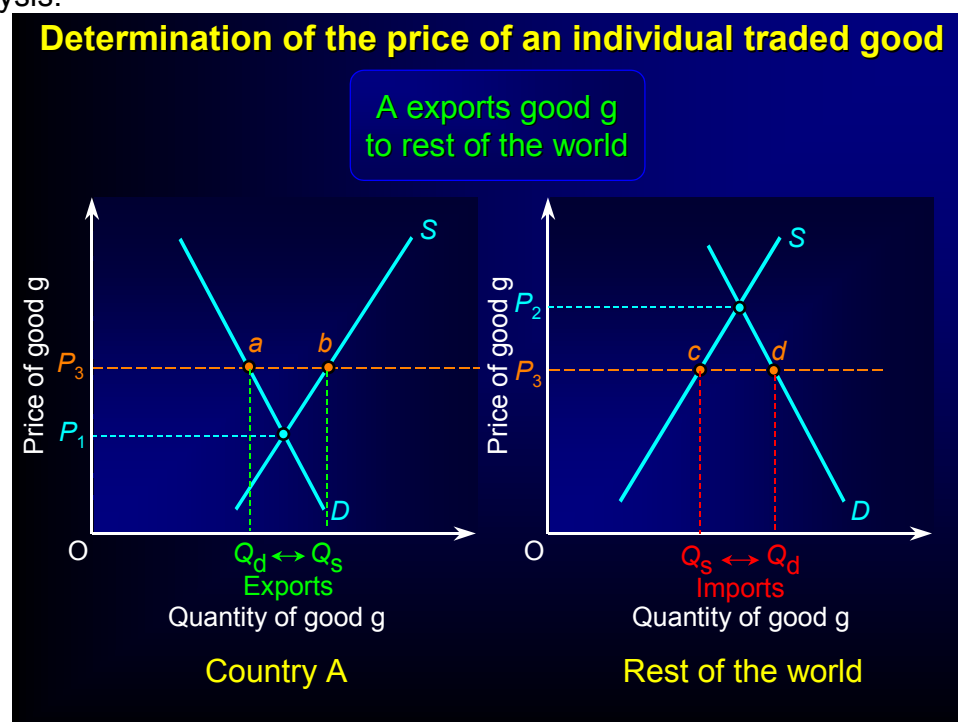 ysis.
Determination of the price of an individual traded good
A exports good g
to rest of the world
Price of good g
S
a
b
P3
P1
D
O
Qd ↔ Qs
Exports
Quantity of good g
Country A
Price of good g
S
P2
c
d
P3
D
O
Qs ↔ Qd
Imports
Quantity of good g
Rest of the world